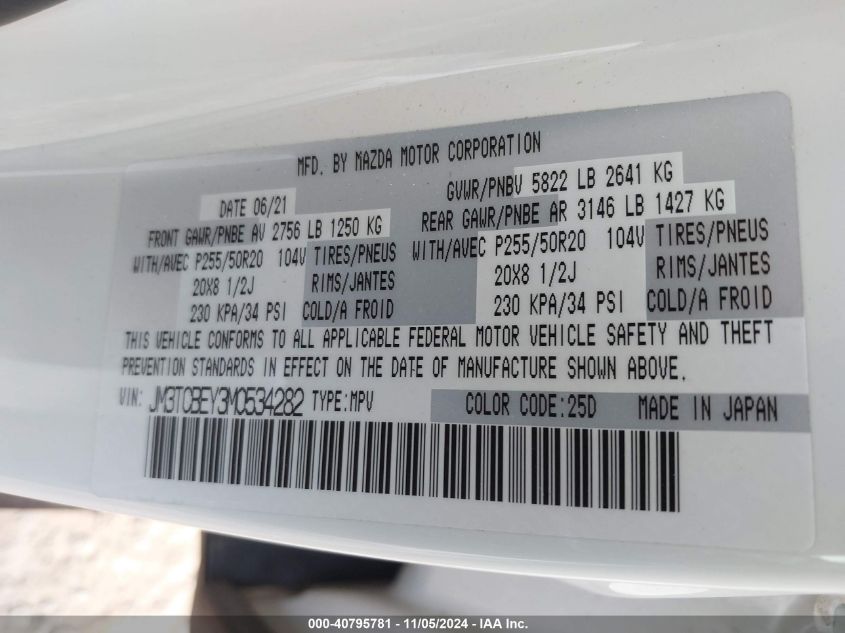 MFD. BY MAZDA MOTOR CORPORATION
DATE 06/21 GVWR/PNBV 5822 LB 2641 KG
FRONT GAWR/PNBE AV 2756 LB 1250 KG REAR GAWR/PNBE AR 3146 LB 1427 KG
WITH/AVEC P255/50R20 104V TIRES/PNEUS WITH/AVEC P255/50R20 104V TIRES/PNEUS
20X8 1/2J RIMS/JANTES 20X8 1/2J RIMS/JANTES
230 KPA/34 PSI COLD/A FROID 230 KPA/34 PSI COLD/A FROID
THIS VEHICLE CONFORMS TO ALL APPLICABLE FEDERAL MOTOR VEHICLE SAFETY AND THEFT
PREVENTION STANDARDS IN EFFECT ON THE DATE OF MANUFACTURE SHOWN ABOVE.
VIN: JM3TCBEY3M0534282 TYPE:MPV COLOR CODE:25D MADE IN JAPAN
000-40795781 - 11/05/2024 - IAA Inc.